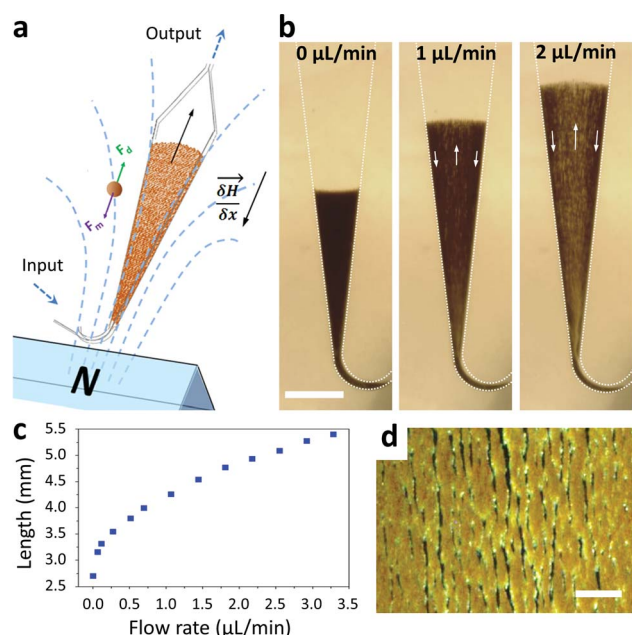 a
Output
Fd
Fm
δH
δx
Input
N
b
0 µL/min
1 µL/min
2 µL/min
c
5.5
5.0
4.5
4.0
3.5
3.0
2.5
Length (mm)
0.0 0.5 1.0 1.5 2.0 2.5 3.0 3.5
Flow rate (µL/min)
d